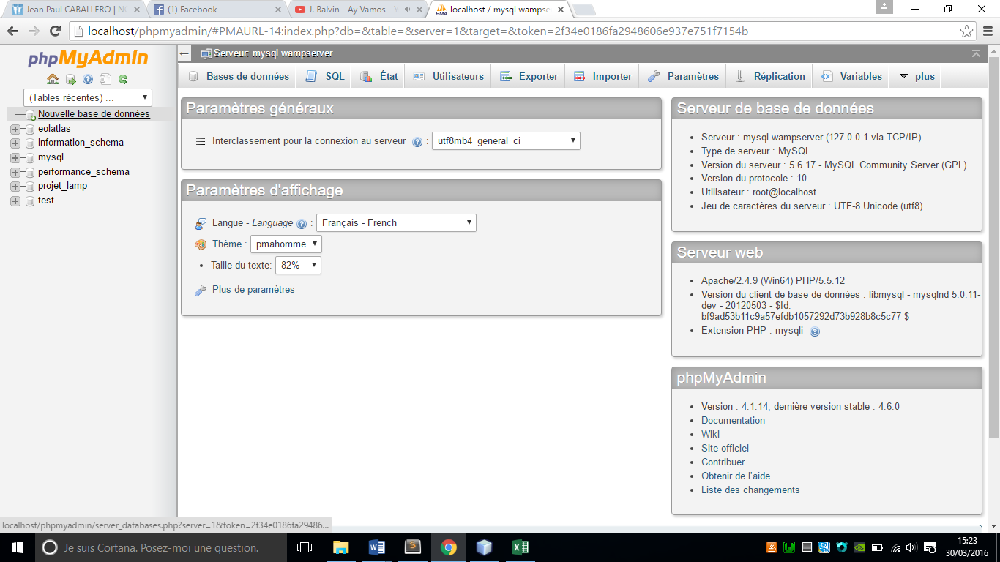 Jean Paul CABALLERO | NO
(1) Facebook
J. Balvin - Ay Vamos - Y
localhost / mysql wampse
localhost/phpmyadmin/#PMAURL-14:index.php?db=&table=&server=1&target=&token=2f34e0186fa2948606e937e751f7154b
phpMyAdmin
(Tables récentes) ...
Nouvelle base de données
eolatlas
information_schema
mysql
performance_schema
projet_lamp
test
Serveur: mysql wampserver
Bases de données
SQL
État
Utilisateurs
Exporter
Importer
Paramètres
Réplication
Variables
plus
Paramètres généraux
Interclassement pour la connexion au serveur : utf8mb4_general_ci
Paramètres d'affichage
Langue - Language : Français - French
Thème : pmahomme
Taille du texte: 82%
Plus de paramètres
Serveur de base de données
Serveur : mysql wampserver (127.0.0.1 via TCP/IP)
Type de serveur : MySQL
Version du serveur : 5.6.17 - MySQL Community Server (GPL)
Version du protocole : 10
Utilisateur : root@localhost
Jeu de caractères du serveur : UTF-8 Unicode (utf8)
Serveur web
Apache/2.4.9 (Win64) PHP/5.5.12
Version du client de base de données : libmysql - mysqlnd 5.0.11-
dev - 20120503 - $Id:
bf9ad53b11c9a57efdb1057292d73b928b8c5c77 $
Extension PHP : mysqli
phpMyAdmin
Version : 4.1.14, dernière version stable : 4.6.0
Documentation
Wiki
Site officiel
Contribuer
Obtenir de l'aide
Liste des changements
localhost/phpmyadmin/server_databases.php?server=1&token=2f34e0186fa29486...
Je suis Cortana. Posez-moi une question.
15:23
30/03/2016